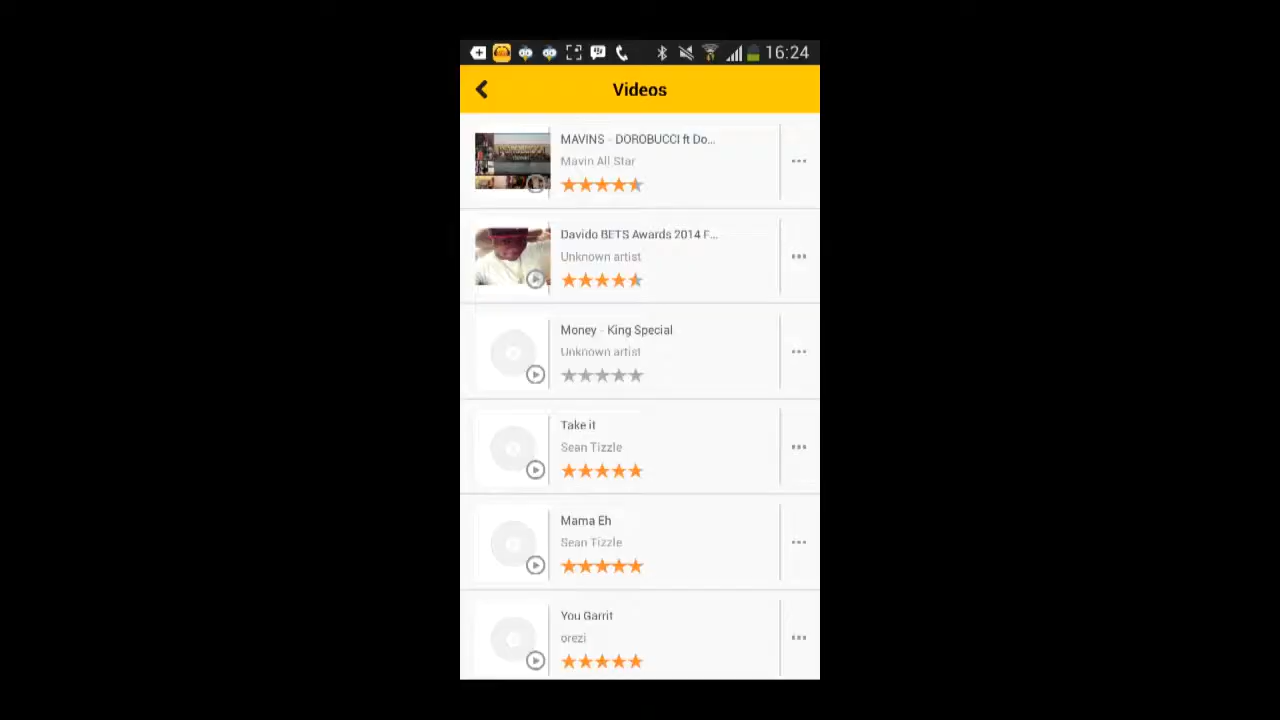 16:24
Videos
MAVINS - DOROBUCCI ft Do...
Mavin All Star
Davido BETS Awards 2014 F...
Unknown artist
Money - King Special
Unknown artist
Take it
Sean Tizzle
Mama Eh
Sean Tizzle
You Garrit
orezi